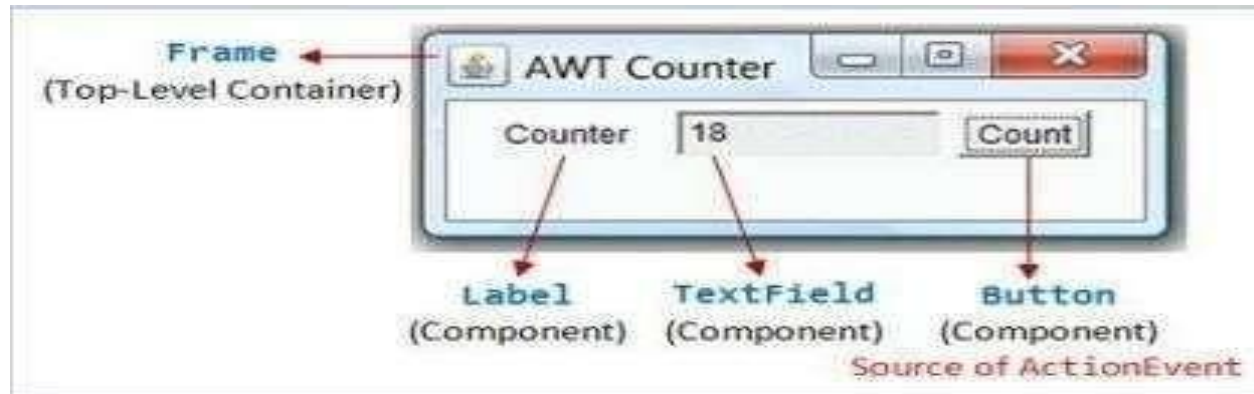 Frame
(Top-Level Container)
AWT Counter
Counter 18 Count
Label TextField Button
(Component) (Component) (Component)
Source of ActionEvent